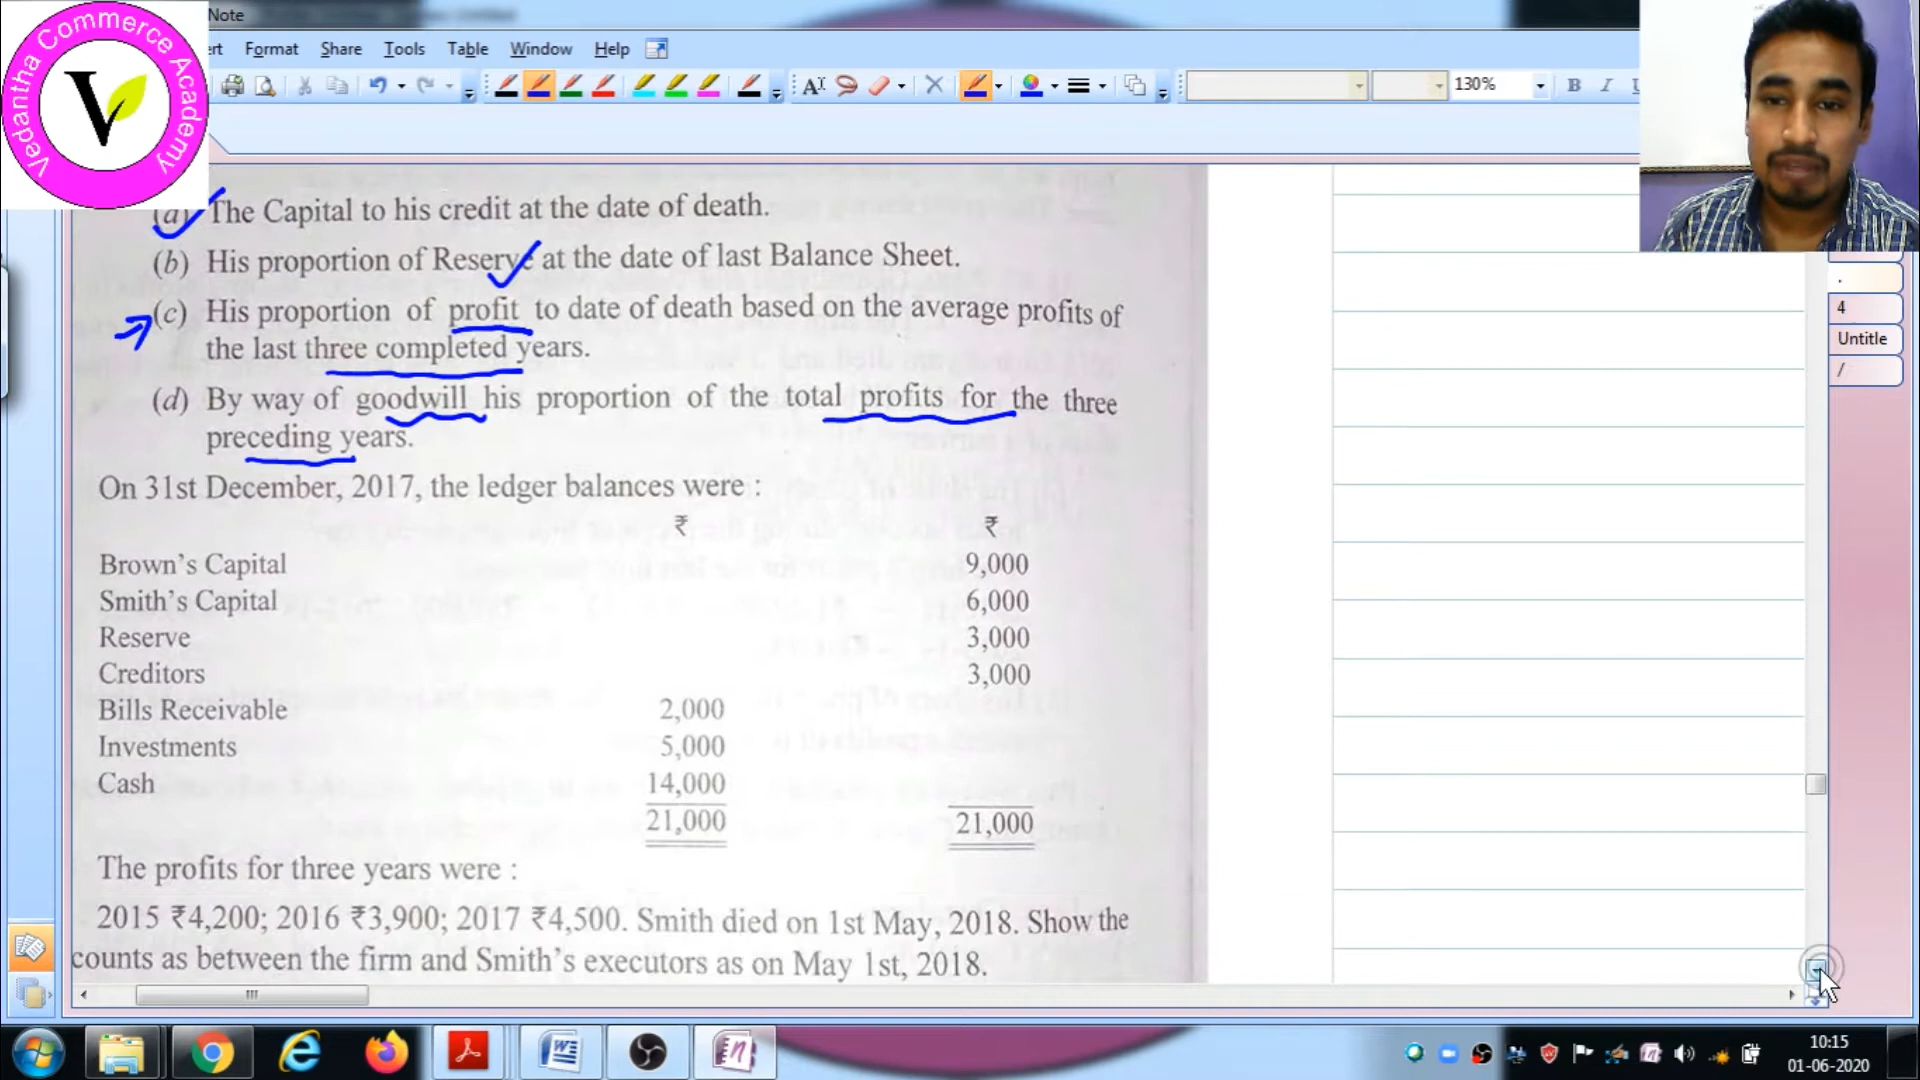 Vedantha Commerce Academy
V
Note
Format Share Tools Table Window Help
130%
B I U
(a) The Capital to his credit at the date of death.
(b) His proportion of Reserve at the date of last Balance Sheet.
(c) His proportion of profit to date of death based on the average profits of
the last three completed years.
(d) By way of goodwill his proportion of the total profits for the three
preceding years.
On 31st December, 2017, the ledger balances were :
₹ ₹
Brown's Capital 9,000
Smith's Capital 6,000
Reserve 3,000
Creditors 3,000
Bills Receivable 2,000
Investments 5,000
Cash 14,000
21,000 21,000
The profits for three years were :
2015 ₹4,200; 2016 ₹3,900; 2017 ₹4,500. Smith died on 1st May, 2018. Show the
counts as between the firm and Smith's executors as on May 1st, 2018.
.
4
Untitle
/
10:15
01-06-2020